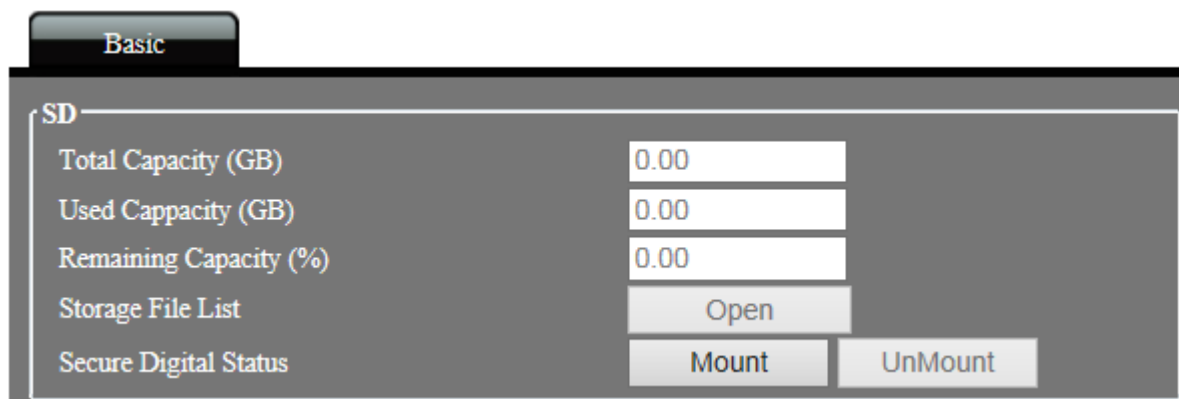 Basic
SD
Total Capacity (GB) 0.00
Used Cappacity (GB) 0.00
Remaining Capacity (%) 0.00
Storage File List Open
Secure Digital Status Mount UnMount